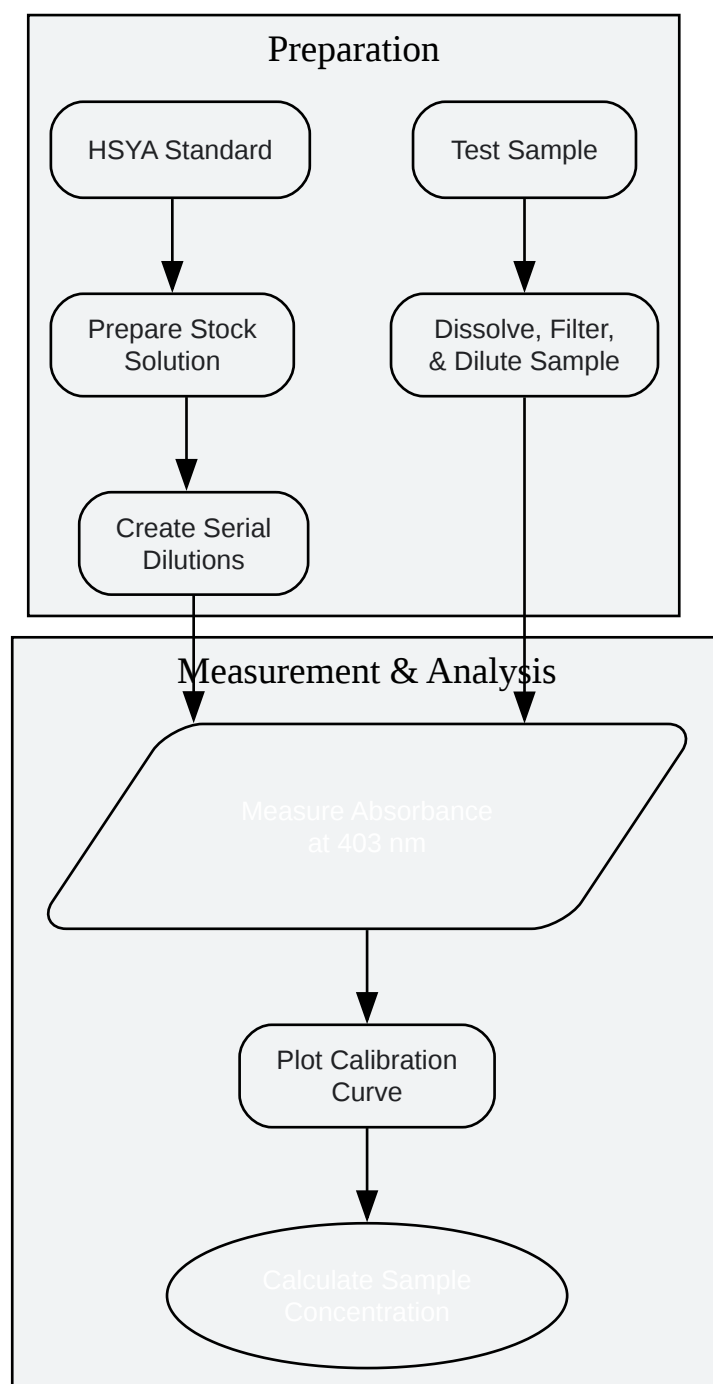 Preparation
HSYA Standard
Test Sample
Prepare Stock
Solution
Dissolve, Filter,
& Dilute Sample
Create Serial
Dilutions
Measurement & Analysis
Measure Absorbance
at 403 nm
Plot Calibration
Curve
Calculate Sample
Concentration